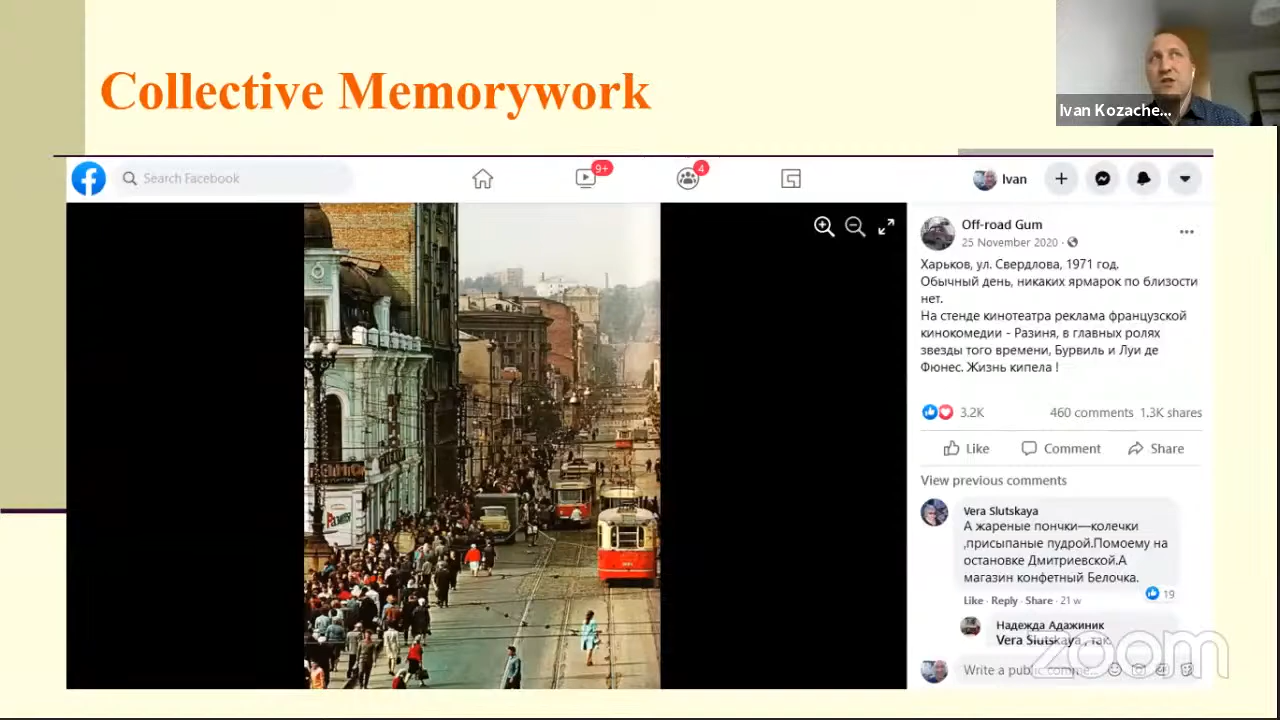 Collective Memorywork
Ivan Kozache...
Search Facebook
9+
4
Ivan
Off-road Gum
25 November 2020 ·
Харьков, ул. Свердлова, 1971 год.
Обычный день, никаких ярмарок по близости
нет.
На стенде кинотеатра реклама французской
кинокомедии - Разиня, в главных ролях
звезды того времени, Бурвиль и Луи де
Фюнес. Жизнь кипела !
3.2K
460 comments 1.3K shares
Like
Comment
Share
View previous comments
Vera Slutskaya
А жареные пончки—колечки
,присыпаные пудрой.Помоему на
остановке Дмитриевской.А
магазин конфетный Белочка.
Like · Reply · Share · 21 w
19
Надежда Адажиник
Vera Slutskaya , так.
Write a public comme...
zoom